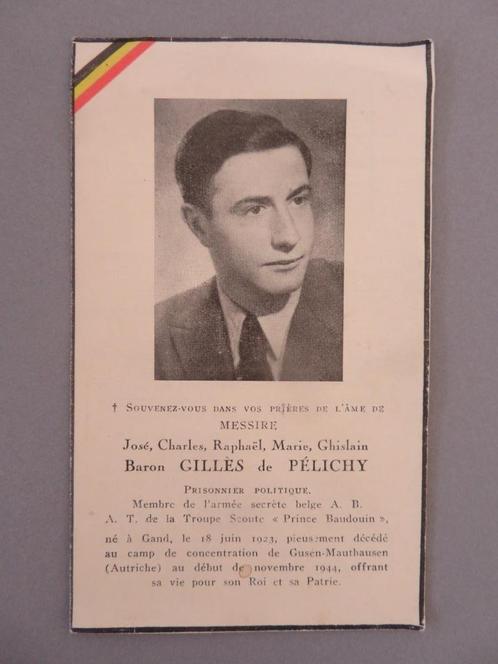 † Souvenez-vous dans vos prières de l'âme de
MESSIRE
José, Charles, Raphaël, Marie, Ghislain
Baron GILLÈS de PÉLICHY
Prisonnier politique.
Membre de l'armée secrète belge A. B.
A. T. de la Troupe Scoute « Prince Baudouin »,
né à Gand, le 18 juin 1923, pieusement décédé
au camp de concentration de Gusen-Mauthausen
(Autriche) au début de novembre 1944, offrant
sa vie pour son Roi et sa Patrie.